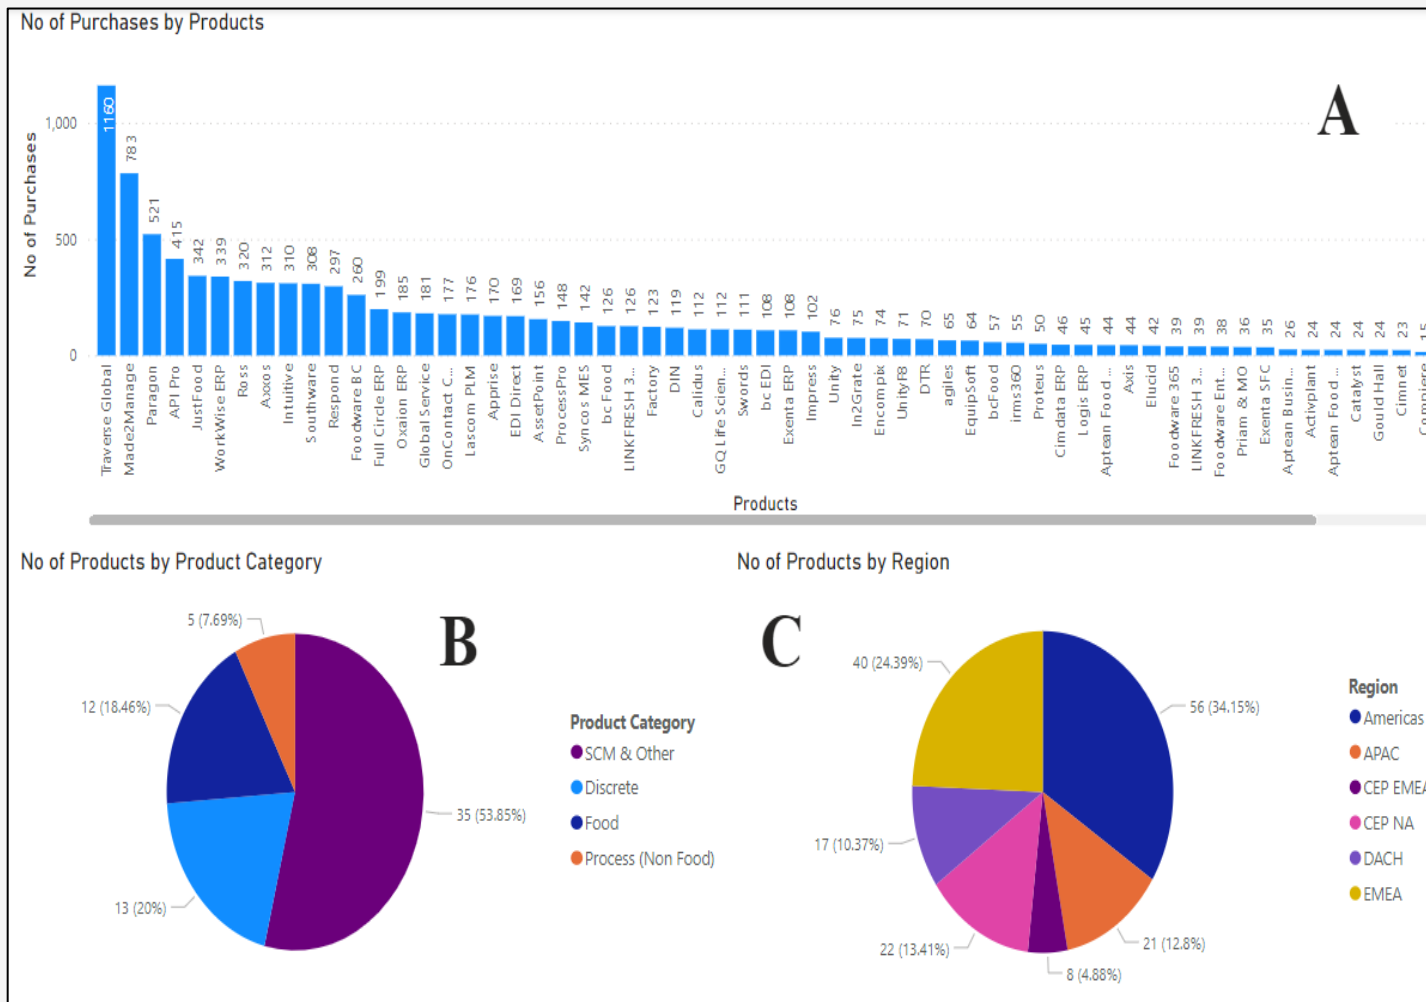 No of Purchases by Products
A
No of Purchases
1,000
500
0
1160
783
521
415
342
339
320
312
310
308
297
260
199
185
181
177
176
170
169
156
148
142
126
126
123
119
112
112
111
108
108
102
76
75
74
71
70
65
64
57
55
50
46
45
44
44
42
39
39
38
36
35
26
24
24
24
24
23
15
Traverse Global
Made2Manage
Paragon
API Pro
JustFood
WorkWise ERP
Ross
Axxos
Intuitive
Southware
Respond
Foodware BC
Full Circle ERP
Oxaion ERP
Global Service
OnContact C...
Lascom PLM
Apprise
EDI Direct
AssetPoint
ProcessPro
Syncos MES
bc Food
LINKFRESH 3...
Factory
DIN
Calidus
GQ Life Scien...
Swords
bc EDI
Exenta ERP
Impress
Unity
In2Grate
Encompix
UnityF8
DTR
agiles
EquipSoft
bcFood
irms360
Proteus
Cimdata ERP
Logis ERP
Aptean Food ...
Axis
Elucid
Foodware 365
LINKFRESH 3...
Foodware Ent...
Priam & MO
Exenta SFC
Aptean Busin...
Activplant
Aptean Food ...
Catalyst
Gould Hall
Cimnet
Compiere
Products
No of Products by Product Category
B
5 (7.69%)
12 (18.46%)
13 (20%)
35 (53.85%)
Product Category
SCM & Other
Discrete
Food
Process (Non Food)
No of Products by Region
C
40 (24.39%)
56 (34.15%)
17 (10.37%)
22 (13.41%)
8 (4.88%)
21 (12.8%)
Region
Americas
APAC
CEP EMEA
CEP NA
DACH
EMEA